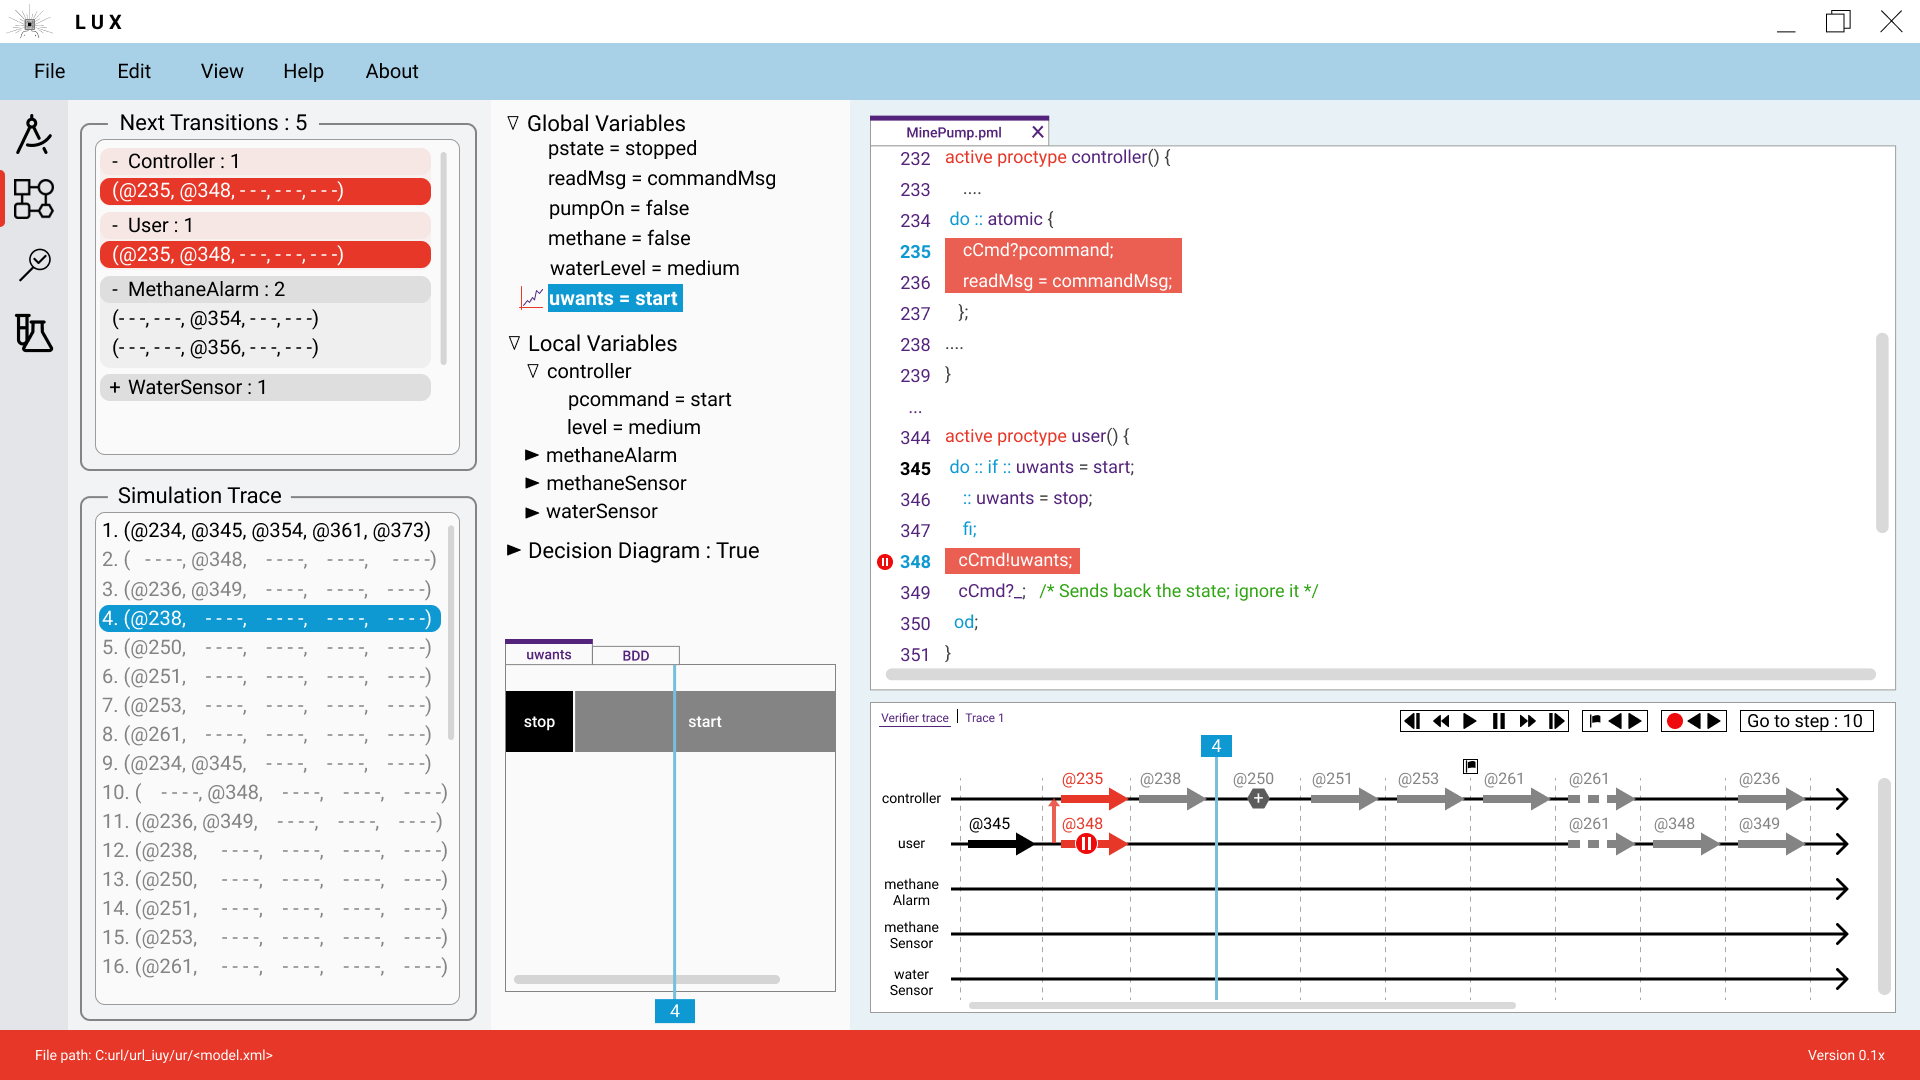 LUX
File Edit View Help About
Next Transitions : 5
- Controller : 1
(@235, @348, ---, ---, ---)
- User : 1
(@235, @348, ---, ---, ---)
- MethaneAlarm : 2
(---, ---, @354, ---, ---)
(---, ---, @356, ---, ---)
+ WaterSensor : 1
Simulation Trace
1. (@234, @345, @354, @361, @373)
2. ( ----, @348, ----, ----, ----)
3. (@236, @349, ----, ----, ----)
4. (@238, ----, ----, ----, ----)
5. (@250, ----, ----, ----, ----)
6. (@251, ----, ----, ----, ----)
7. (@253, ----, ----, ----, ----)
8. (@261, ----, ----, ----, ----)
9. (@234, @345, ----, ----, ----)
10. ( ----, @348, ----, ----, ----)
11. (@236, @349, ----, ----, ----)
12. (@238, ----, ----, ----, ----)
13. (@250, ----, ----, ----, ----)
14. (@251, ----, ----, ----, ----)
15. (@253, ----, ----, ----, ----)
16. (@261, ----, ----, ----, ----)
Global Variables
pstate = stopped
readMsg = commandMsg
pumpOn = false
methane = false
waterLevel = medium
uwants = start
Local Variables
controller
pcommand = start
level = medium
methaneAlarm
methaneSensor
waterSensor
Decision Diagram : True
uwants BDD
stop start
4
MinePump.pml X
232 active proctype controller() {
233 ....
234 do :: atomic {
235 cCmd?pcommand;
236 readMsg = commandMsg;
237 };
238 ....
239 }
...
344 active proctype user() {
345 do :: if :: uwants = start;
346 :: uwants = stop;
347 fi;
348 cCmd!uwants;
349 cCmd?_; /* Sends back the state; ignore it */
350 od;
351 }
Verifier trace | Trace 1
Go to step : 10
4
@235 @238 @250 @251 @253 @261 @261 @236
controller
@345 @348 @261 @348 @349
user
methane
Alarm
methane
Sensor
water
Sensor
File path: C:url/url_iuy/ur/<model.xml>
Version 0.1x